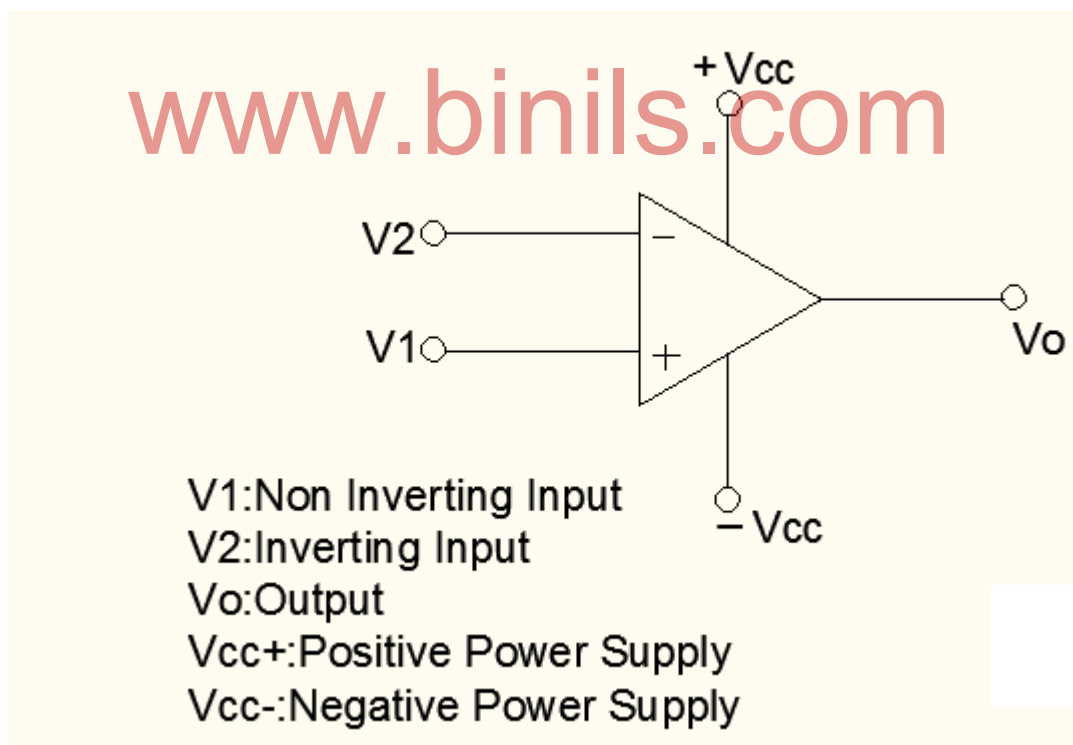 + Vcc
www.binils.com
V2
−
V1
+
Vo
− Vcc
V1:Non Inverting Input
V2:Inverting Input
Vo:Output
Vcc+:Positive Power Supply
Vcc-:Negative Power Supply